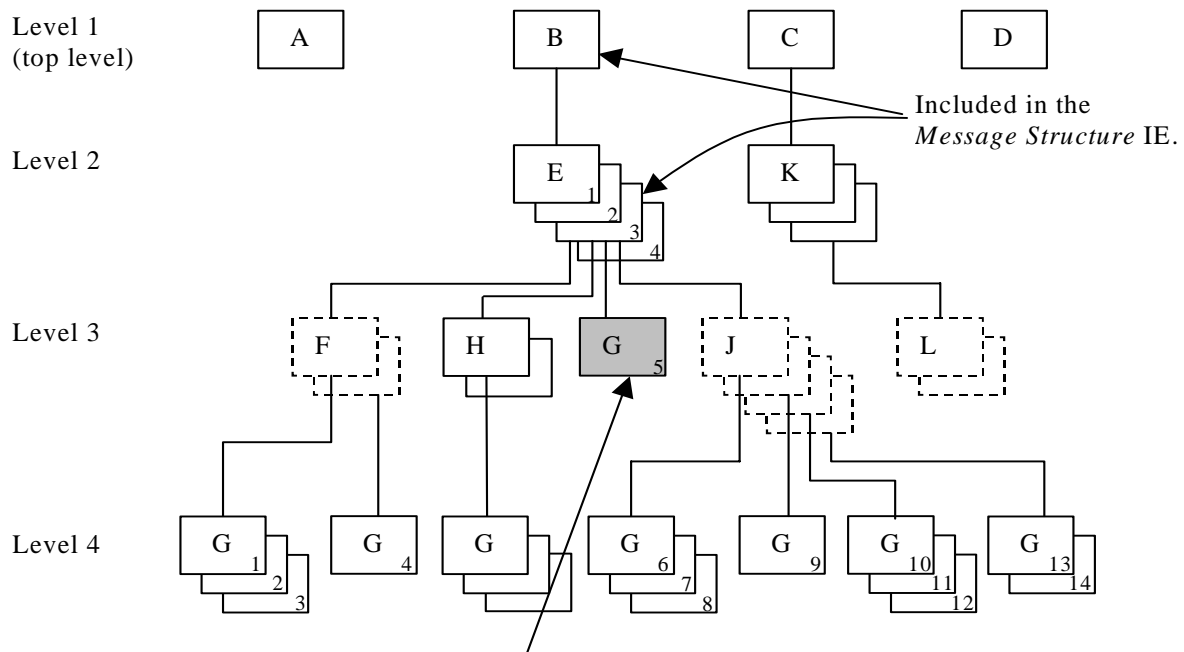 Level 1
(top level)
A
B
C
D
Included in the
Message Structure IE.
Level 2
E
1
2
3
4
K
Level 3
F
H
G
5
J
L
Level 4
G
1
2
3
G
4
G
G
6
7
8
G
9
G
10
11
12
G
13
14